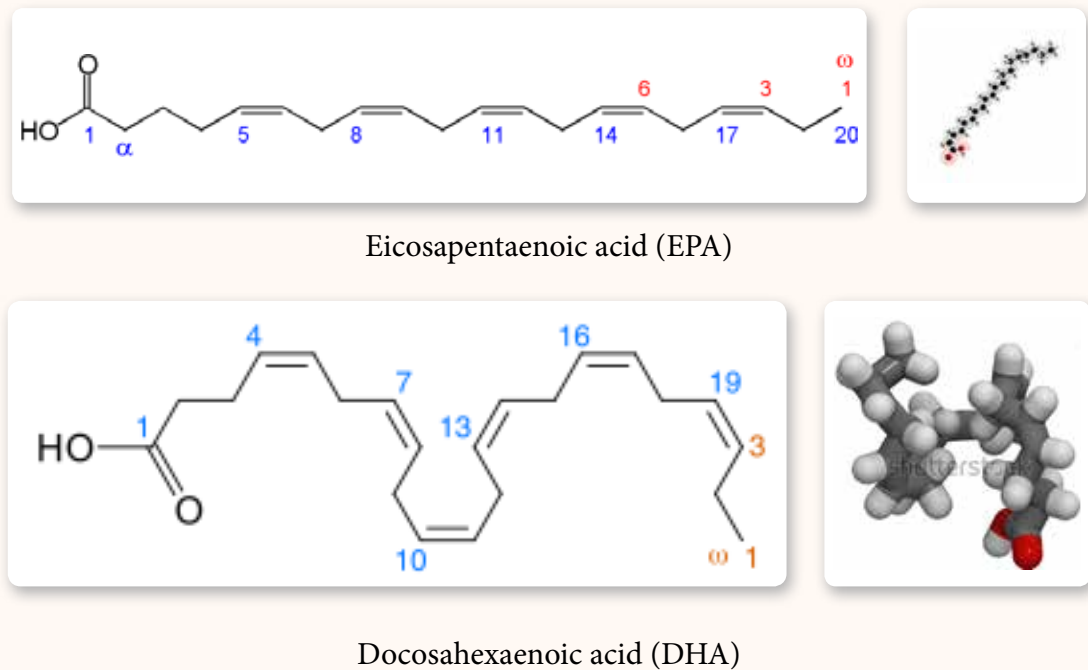 O
ω
6 3 1
HO 1 α 5 8 11 14 17 20
Eicosapentaenoic acid (EPA)
4 16
7 19
1
HO 13 3
O
10 ω 1
shutterstock
Docosahexaenoic acid (DHA)